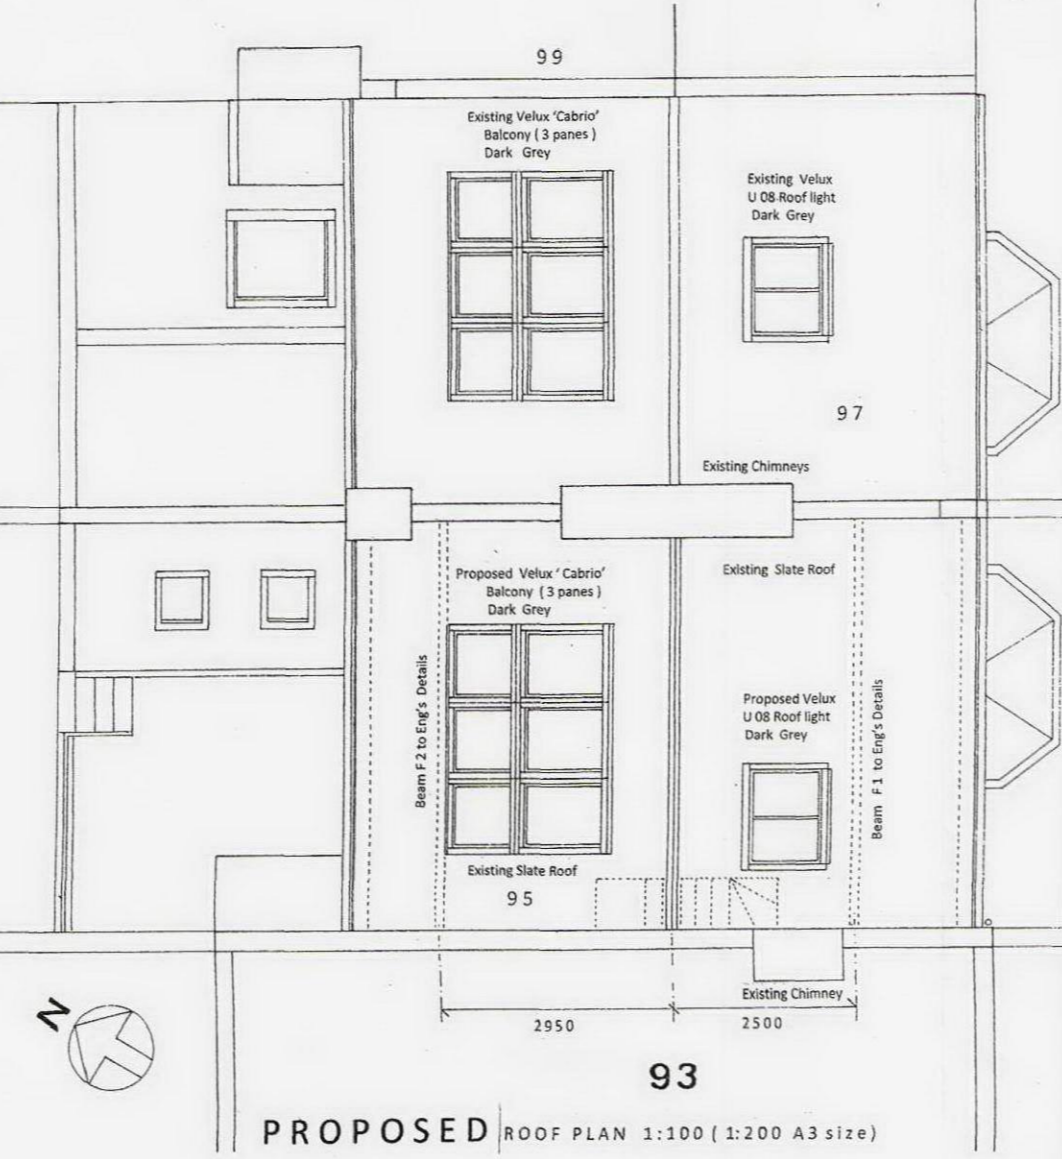 99
Existing Velux 'Cabrio'
Balcony ( 3 panes )
Dark Grey
Existing Velux
U 08 Roof light
Dark Grey
97
Existing Chimneys
Existing Slate Roof
Proposed Velux 'Cabrio'
Balcony ( 3 panes )
Dark Grey
Beam F 2 to Eng's Details
Proposed Velux
U 08 Roof light
Dark Grey
Beam F 1 to Eng's Details
Existing Slate Roof
95
Existing Chimney
2950
2500
N
93
PROPOSED ROOF PLAN 1:100 ( 1:200 A3 size)